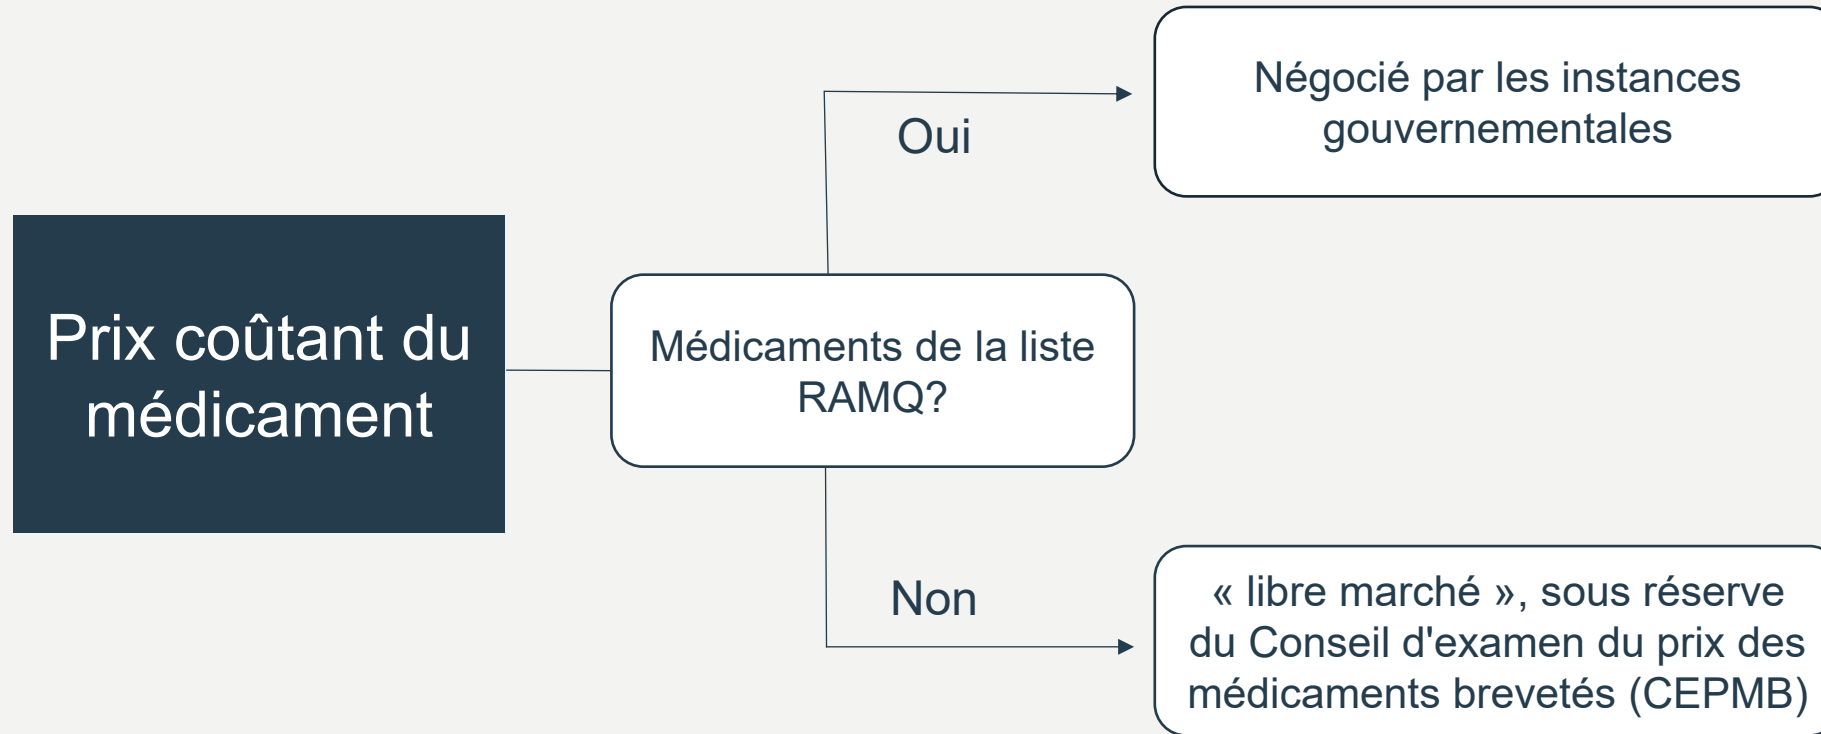 Prix coûtant du
médicament
Médicaments de la liste
RAMQ?
Oui
Négocié par les instances
gouvernementales
Non
« libre marché », sous réserve
du Conseil d'examen du prix des
médicaments brevetés (CEPMB)